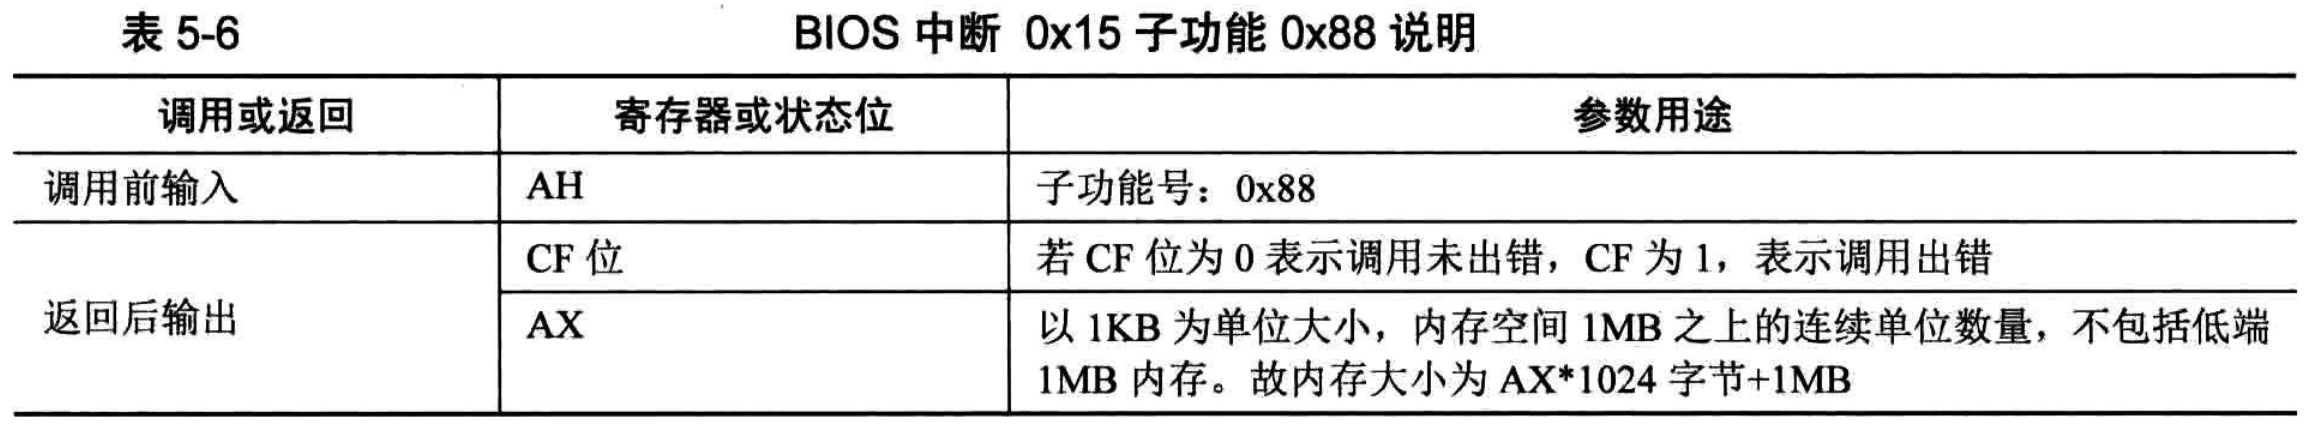 表 5-6 BIOS 中断 0x15 子功能 0x88 说明
调用或返回 寄存器或状态位 参数用途
调用前输入 AH 子功能号：0x88
CF 位 若 CF 位为 0 表示调用未出错，CF 为 1，表示调用出错
返回后输出 AX 以 1KB 为单位大小，内存空间 1MB 之上的连续单位数量，不包括低端
1MB 内存。故内存大小为 AX*1024 字节+1MB